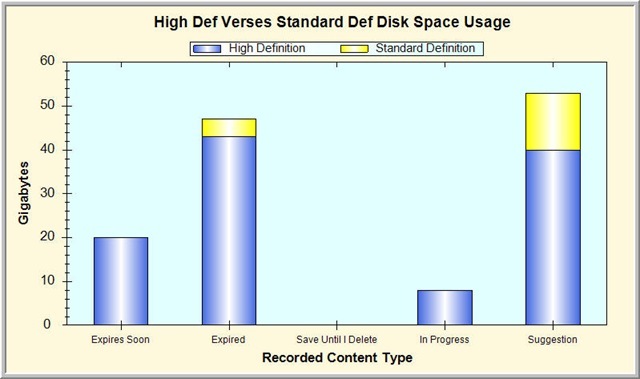 High Def Verses Standard Def Disk Space Usage
High Definition Standard Definition
60
50
40
30
20
10
0
Gigabytes
Expires Soon Expired Save Until I Delete In Progress Suggestion
Recorded Content Type